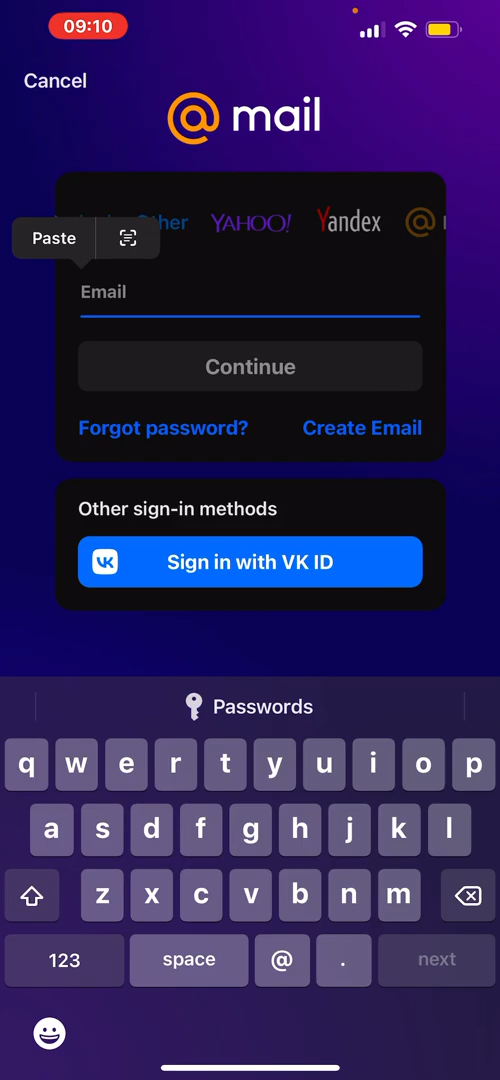 09:10
Cancel
@ mail
Other YAHOO! Yandex @
Paste
Email
Continue
Forgot password? Create Email
Other sign-in methods
Sign in with VK ID
Passwords
q w e r t y u i o p
a s d f g h j k l
z x c v b n m
123 space @ . next